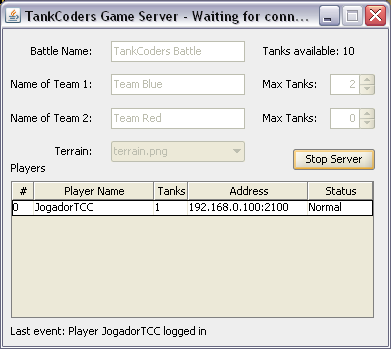 TankCoders Game Server - Waiting for conn...
Battle Name: TankCoders Battle Tanks available: 10
Name of Team 1: Team Blue Max Tanks: 2
Name of Team 2: Team Red Max Tanks: 0
Terrain: terrain.png
Stop Server
Players
# Player Name Tanks Address Status
0 JogadorTCC 1 192.168.0.100:2100 Normal
Last event: Player JogadorTCC logged in